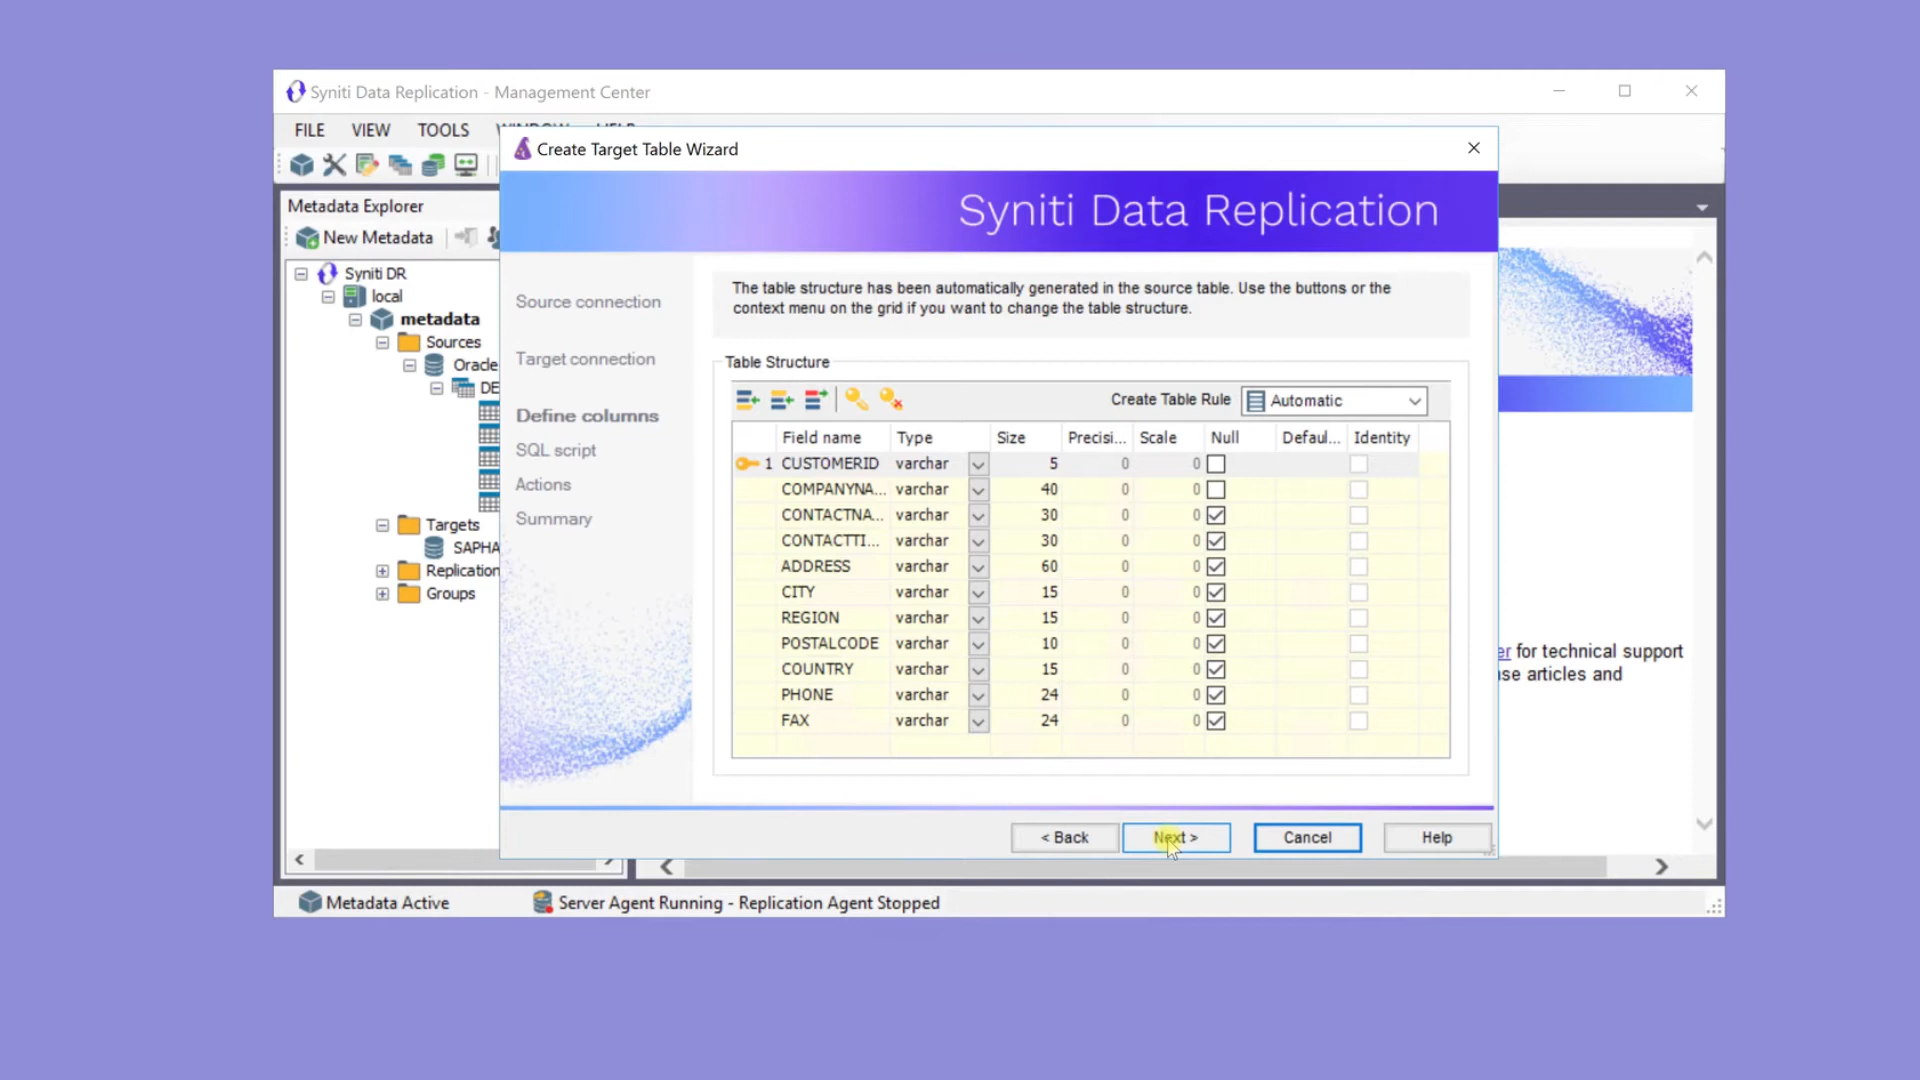 Syniti Data Replication - Management Center
FILE VIEW TOOLS
Create Target Table Wizard
Metadata Explorer
New Metadata
Syniti DR
local
metadata
Sources
Oracle
DE
Targets
SAPHA
Replication
Groups
Syniti Data Replication
Source connection
Target connection
Define columns
SQL script
Actions
Summary
The table structure has been automatically generated in the source table. Use the buttons or the
context menu on the grid if you want to change the table structure.
Table Structure
Create Table Rule Automatic
Field name Type Size Precisi... Scale Null Defaul... Identity
1 CUSTOMERID varchar 5 0 0
COMPANYNA... varchar 40 0 0
CONTACTNA... varchar 30 0 0
CONTACTTI... varchar 30 0 0
ADDRESS varchar 60 0 0
CITY varchar 15 0 0
REGION varchar 15 0 0
POSTALCODE varchar 10 0 0
COUNTRY varchar 15 0 0
PHONE varchar 24 0 0
FAX varchar 24 0 0
< Back Next > Cancel Help
er for technical support
se articles and
Metadata Active
Server Agent Running - Replication Agent Stopped